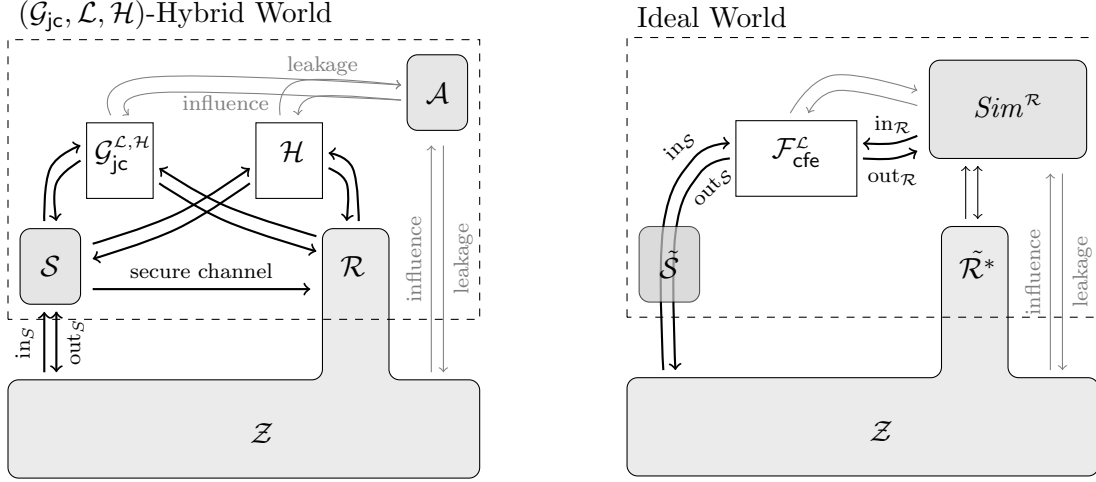 (𝒢_jc, ℒ, ℋ)-Hybrid World
Ideal World
leakage
influence
𝒜
𝒢_jc^{ℒ,ℋ}
ℋ
𝒮
secure channel
ℛ
influence
leakage
in_𝒮
out_𝒮
𝒵
in_𝒮
out_𝒮
ℱ_cfe^ℒ
in_ℛ
out_ℛ
Sim^ℛ
𝒮̃
ℛ̃*
influence
leakage
𝒵